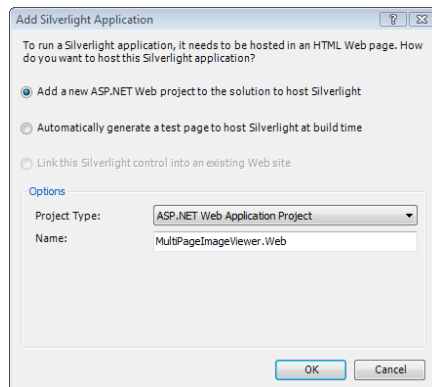 Add Silverlight Application
To run a Silverlight application, it needs to be hosted in an HTML Web page. How
do you want to host this Silverlight application?
Add a new ASP.NET Web project to the solution to host Silverlight
Automatically generate a test page to host Silverlight at build time
Link this Silverlight control into an existing Web site
Options
Project Type: ASP.NET Web Application Project
Name: MultiPageImageViewer.Web
OK Cancel